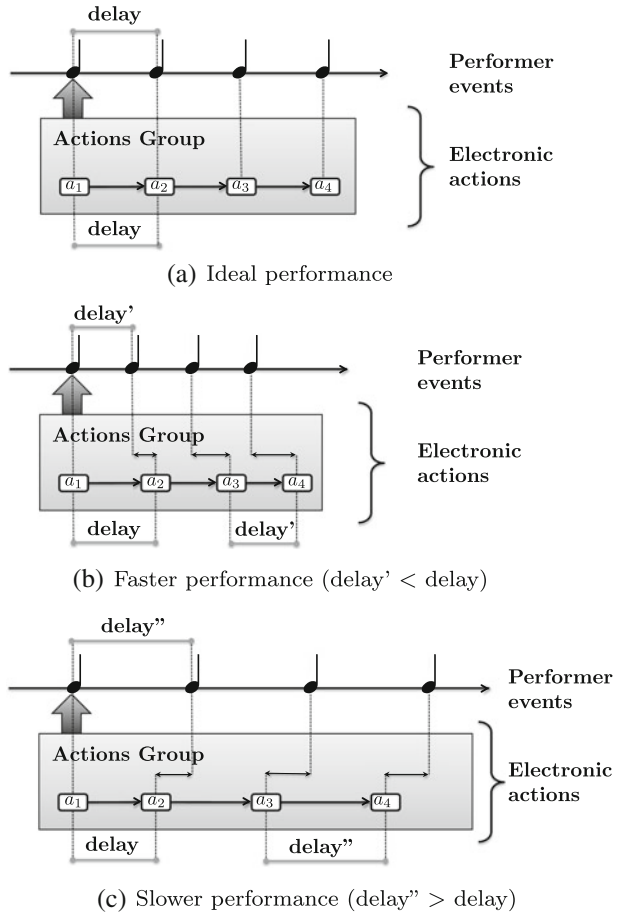 delay
Performer
events
Actions Group
Electronic
actions
a1 a2 a3 a4
delay
(a) Ideal performance
delay'
Performer
events
Actions Group
Electronic
actions
a1 a2 a3 a4
delay delay'
(b) Faster performance (delay' < delay)
delay"
Performer
events
Actions Group
Electronic
actions
a1 a2 a3 a4
delay delay"
(c) Slower performance (delay" > delay)